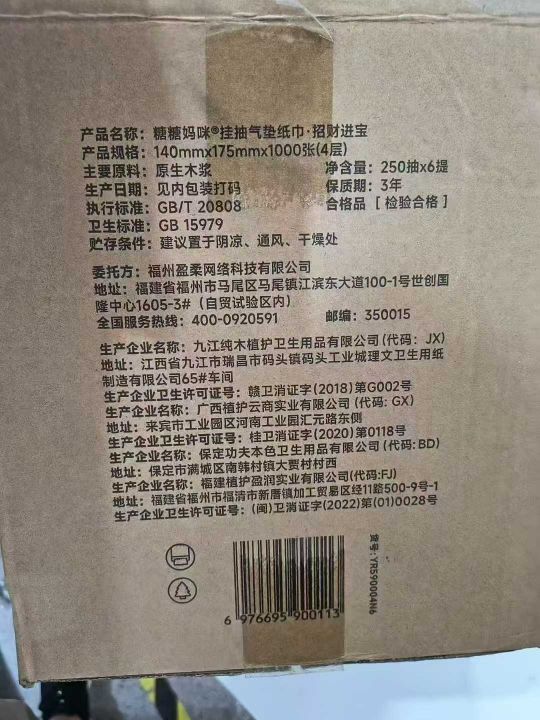 产品名称：糖糖妈咪®挂抽气垫纸巾·招财进宝
产品规格：140mmx175mmx1000张(4层)
主要原料：原生木浆 净含量：250抽x6提
生产日期：见内包装打码 保质期：3年
执行标准：GB/T 20808 合格品［检验合格］
卫生标准：GB 15979
贮存条件：建议置于阴凉、通风、干燥处
委托方：福州盈柔网络科技有限公司
地址：福建省福州市马尾区马尾镇江滨东大道100-1号世创国
隆中心1605-3#（自贸试验区内）
全国服务热线：400-0920591 邮编：350015
生产企业名称：九江纯木植护卫生用品有限公司(代码：JX)
地址：江西省九江市瑞昌市码头镇码头工业城理文卫生用纸
制造有限公司65#车间
生产企业卫生许可证号：赣卫消证字(2018)第G002号
生产企业名称：广西植护云商实业有限公司(代码: GX)
地址：来宾市工业园区河南工业园汇元路东侧
生产企业卫生许可证号：桂卫消证字(2020)第0118号
生产企业名称：保定功夫本色卫生用品有限公司(代码:BD)
地址：保定市满城区南韩村镇大贾村村西
生产企业名称：福建植护盈润实业有限公司(代码:FJ)
地址：福建省福州市福清市新厝镇加工贸易区经11路500-9号-1
生产企业卫生许可证号：(闽)卫消证字(2022)第(01)0028号
货号：YR590004N6
6 976695 900113